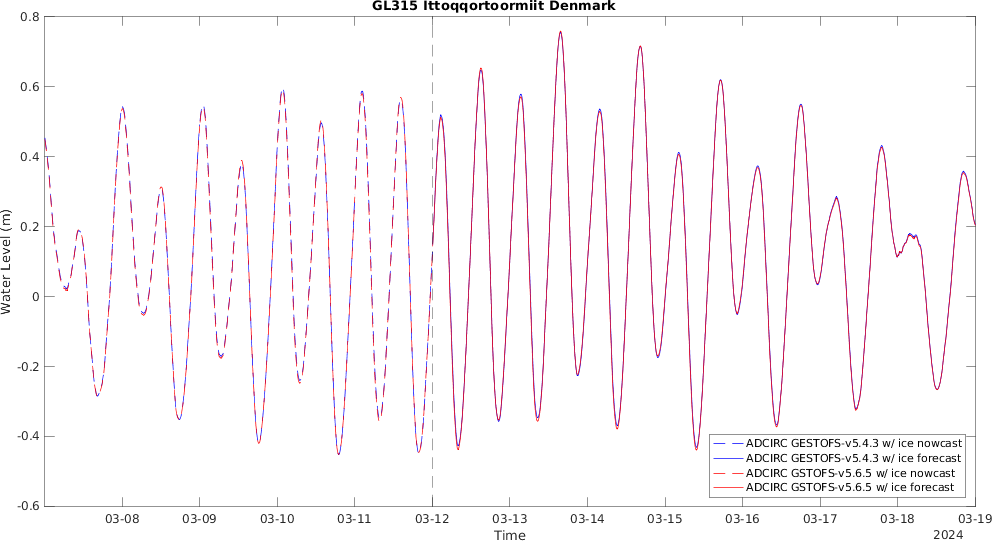 GL315 Ittoqqortoormiit Denmark
Water Level (m)
0.8
0.6
0.4
0.2
0
-0.2
-0.4
-0.6
ADCIRC GESTOFS-v5.4.3 w/ ice nowcast
ADCIRC GESTOFS-v5.4.3 w/ ice forecast
ADCIRC GSTOFS-v5.6.5 w/ ice nowcast
ADCIRC GSTOFS-v5.6.5 w/ ice forecast
03-08 03-09 03-10 03-11 03-12 03-13 03-14 03-15 03-16 03-17 03-18 03-19
Time
2024